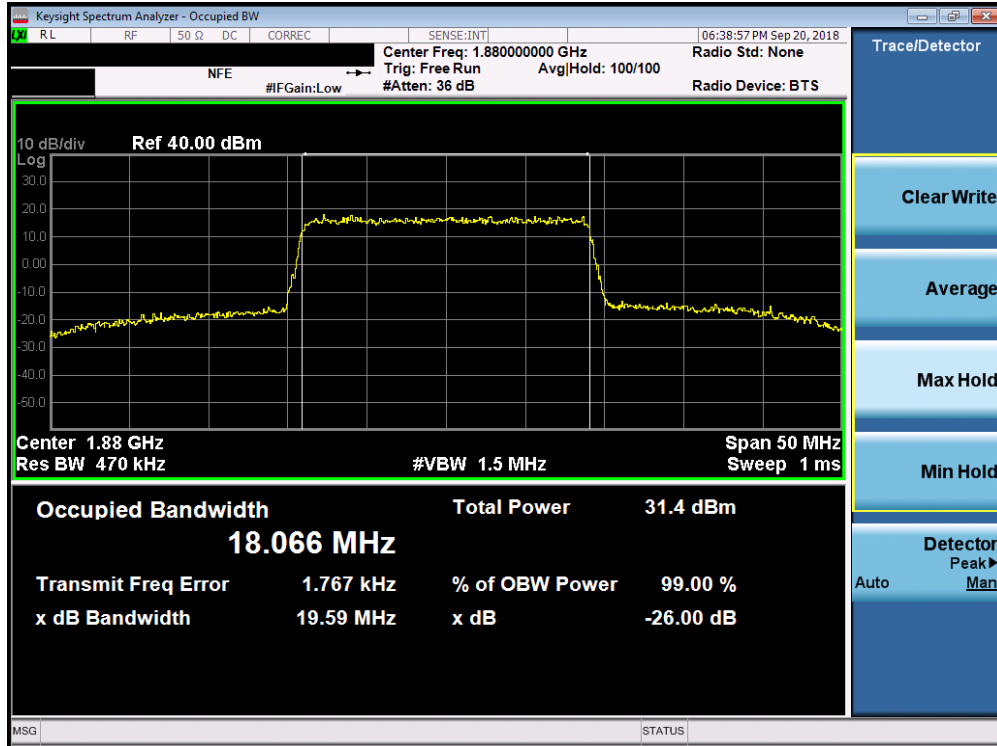 Keysight Spectrum Analyzer - Occupied BW
LXI RL RF 50 Ω DC CORREC SENSE:INT 06:38:57 PM Sep 20, 2018
Center Freq: 1.880000000 GHz Radio Std: None
NFE Trig: Free Run Avg|Hold: 100/100
#IFGain:Low #Atten: 36 dB Radio Device: BTS
10 dB/div Ref 40.00 dBm
Log
30.0
20.0
10.0
0.00
-10.0
-20.0
-30.0
-40.0
-50.0
Center 1.88 GHz Span 50 MHz
Res BW 470 kHz #VBW 1.5 MHz Sweep 1 ms
Occupied Bandwidth Total Power 31.4 dBm
18.066 MHz
Transmit Freq Error 1.767 kHz % of OBW Power 99.00 %
x dB Bandwidth 19.59 MHz x dB -26.00 dB
MSG STATUS
Trace/Detector
Clear Write
Average
Max Hold
Min Hold
Detector
Peak▶
Auto Man